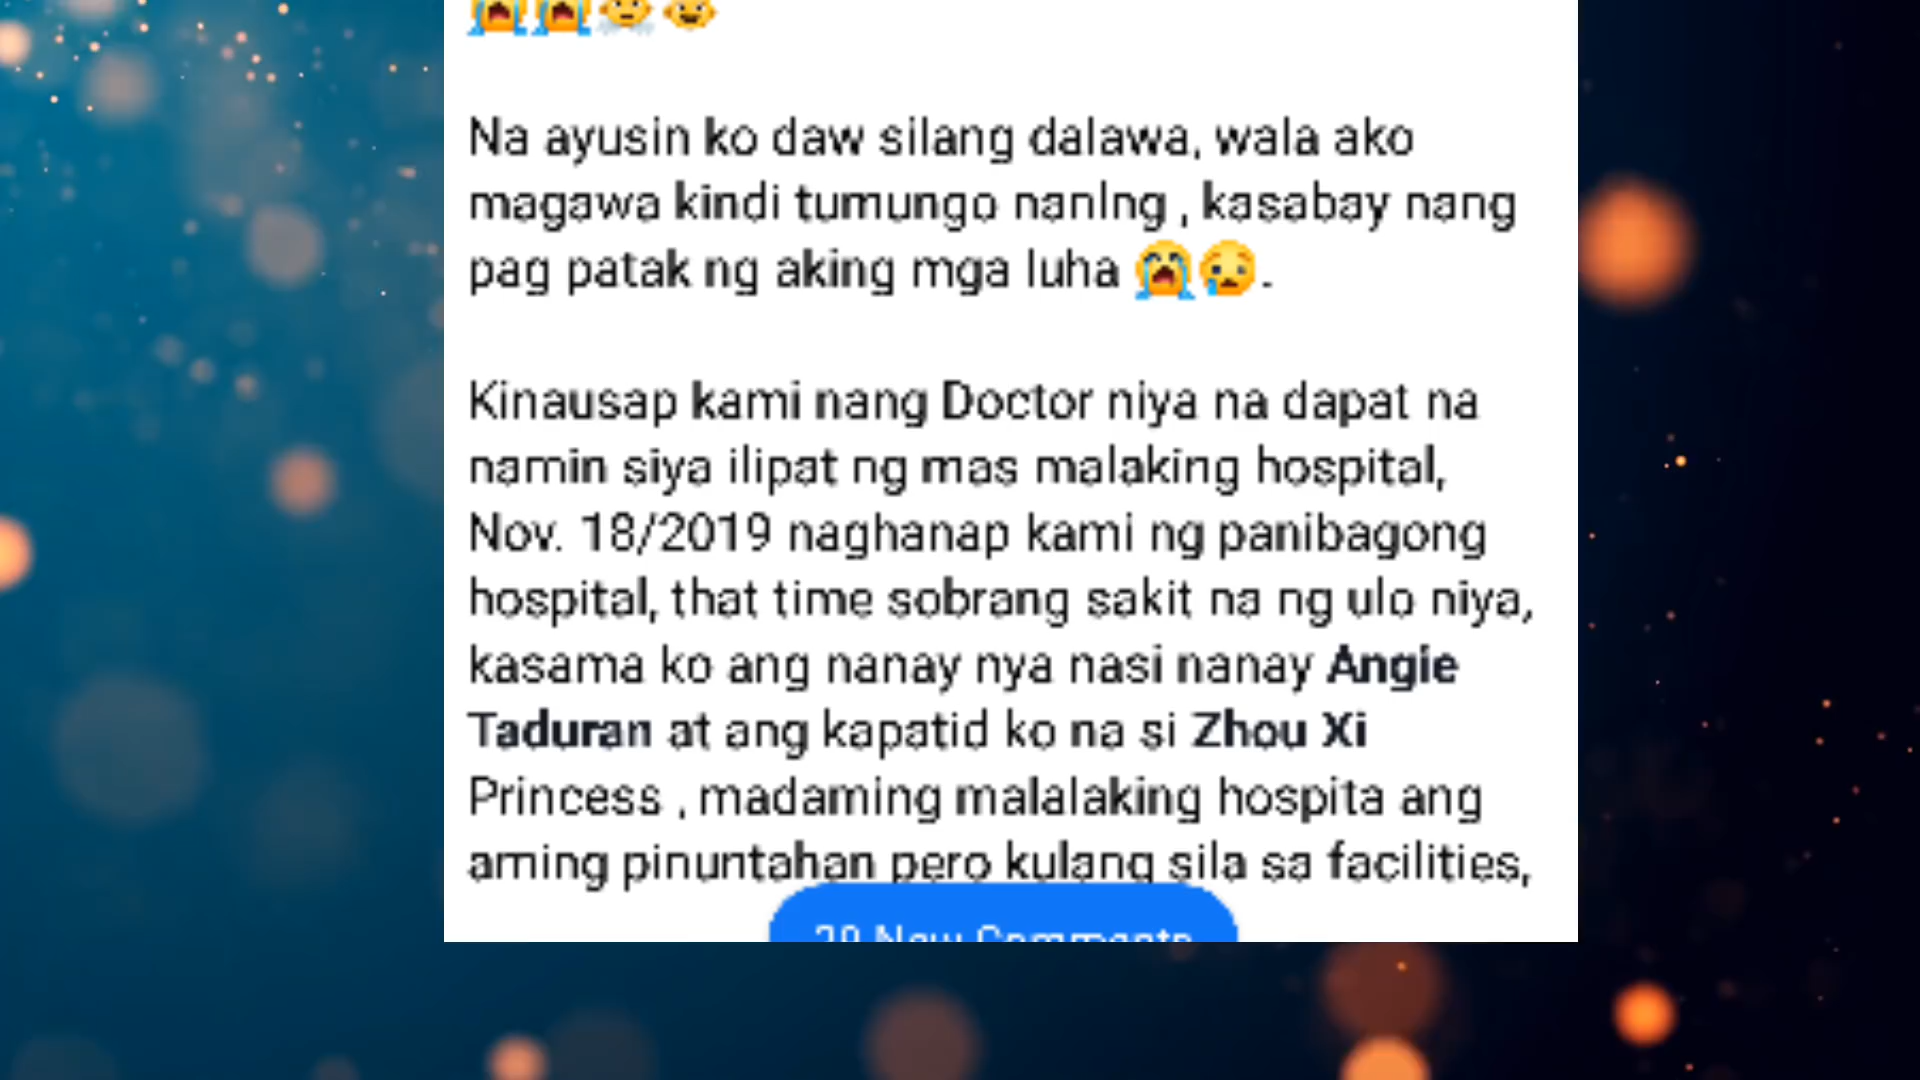 😭😭😓😓
Na ayusin ko daw silang dalawa, wala ako
magawa kindi tumungo nanlng , kasabay nang
pag patak ng aking mga luha 😭😢.
Kinausap kami nang Doctor niya na dapat na
namin siya ilipat ng mas malaking hospital,
Nov. 18/2019 naghanap kami ng panibagong
hospital, that time sobrang sakit na ng ulo niya,
kasama ko ang nanay nya nasi nanay Angie
Taduran at ang kapatid ko na si Zhou Xi
Princess , madaming malalaking hospita ang
aming pinuntahan pero kulang sila sa facilities,
New Comments